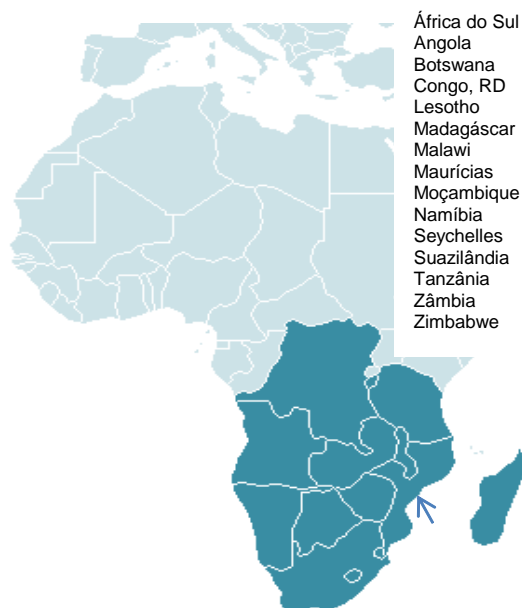 África do Sul
Angola
Botswana
Congo, RD
Lesotho
Madagáscar
Malawi
Maurícias
Moçambique
Namíbia
Seychelles
Suazilândia
Tanzânia
Zâmbia
Zimbabwe